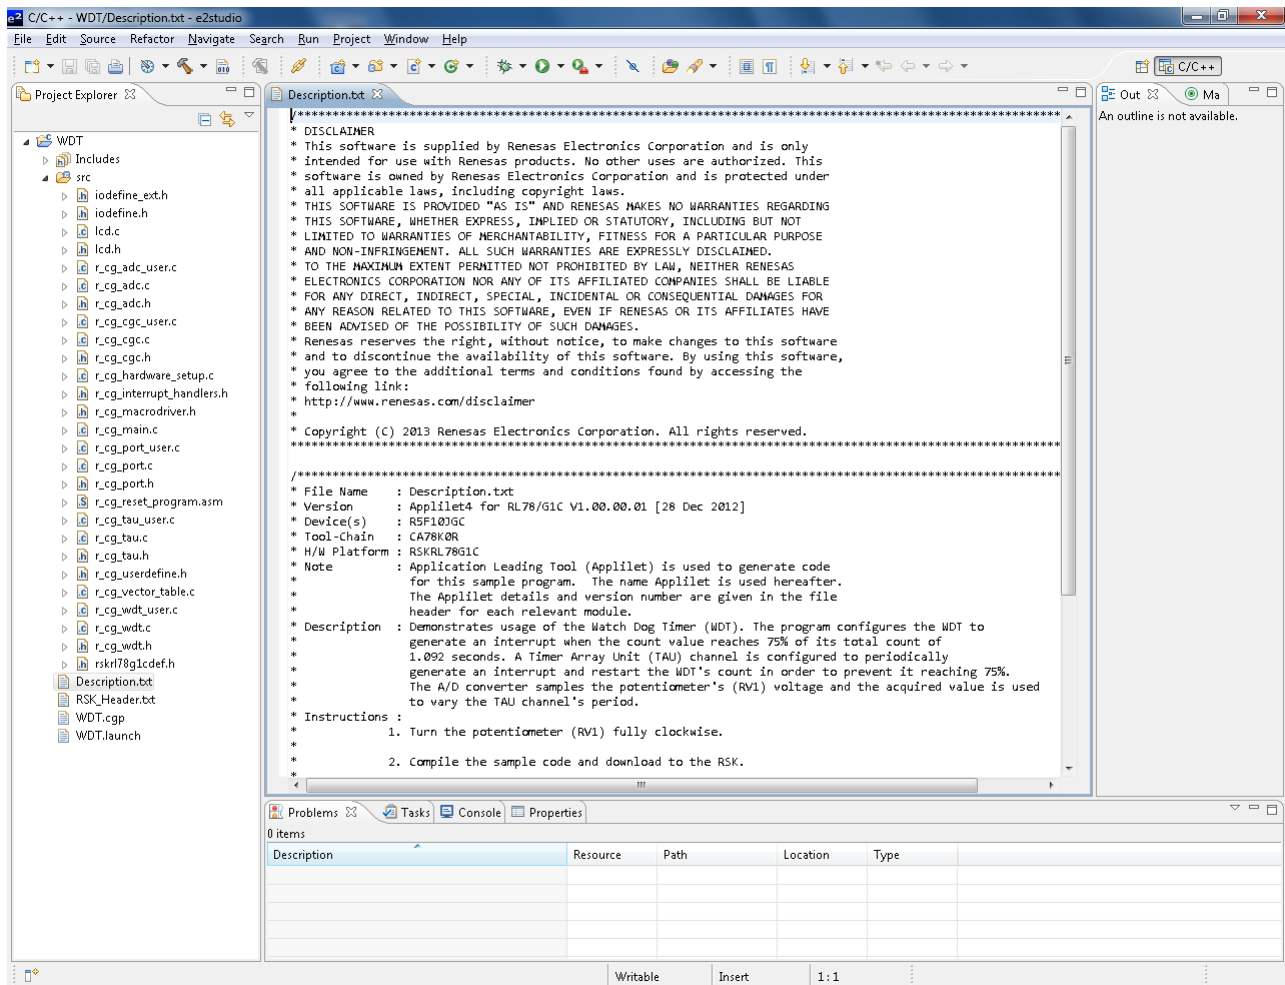 C/C++ - WDT/Description.txt - e2studio
File Edit Source Refactor Navigate Search Run Project Window Help
C/C++
Project Explorer
WDT
Includes
src
iodefine_ext.h
iodefine.h
lcd.c
lcd.h
r_cg_adc_user.c
r_cg_adc.c
r_cg_adc.h
r_cg_cgc_user.c
r_cg_cgc.c
r_cg_cgc.h
r_cg_hardware_setup.c
r_cg_interrupt_handlers.h
r_cg_macrodriver.h
r_cg_main.c
r_cg_port_user.c
r_cg_port.c
r_cg_port.h
r_cg_reset_program.asm
r_cg_tau_user.c
r_cg_tau.c
r_cg_tau.h
r_cg_userdefine.h
r_cg_vector_table.c
r_cg_wdt_user.c
r_cg_wdt.c
r_cg_wdt.h
rskrl78g1cdef.h
Description.txt
RSK_Header.txt
WDT.cgp
WDT.launch
Description.txt
/*************************************************************************************************************
* DISCLAIMER
* This software is supplied by Renesas Electronics Corporation and is only
* intended for use with Renesas products. No other uses are authorized. This
* software is owned by Renesas Electronics Corporation and is protected under
* all applicable laws, including copyright laws.
* THIS SOFTWARE IS PROVIDED "AS IS" AND RENESAS MAKES NO WARRANTIES REGARDING
* THIS SOFTWARE, WHETHER EXPRESS, IMPLIED OR STATUTORY, INCLUDING BUT NOT
* LIMITED TO WARRANTIES OF MERCHANTABILITY, FITNESS FOR A PARTICULAR PURPOSE
* AND NON-INFRINGEMENT. ALL SUCH WARRANTIES ARE EXPRESSLY DISCLAIMED.
* TO THE MAXIMUM EXTENT PERMITTED NOT PROHIBITED BY LAW, NEITHER RENESAS
* ELECTRONICS CORPORATION NOR ANY OF ITS AFFILIATED COMPANIES SHALL BE LIABLE
* FOR ANY DIRECT, INDIRECT, SPECIAL, INCIDENTAL OR CONSEQUENTIAL DAMAGES FOR
* ANY REASON RELATED TO THIS SOFTWARE, EVEN IF RENESAS OR ITS AFFILIATES HAVE
* BEEN ADVISED OF THE POSSIBILITY OF SUCH DAMAGES.
* Renesas reserves the right, without notice, to make changes to this software
* and to discontinue the availability of this software. By using this software,
* you agree to the additional terms and conditions found by accessing the
* following link:
* http://www.renesas.com/disclaimer
*
* Copyright (C) 2013 Renesas Electronics Corporation. All rights reserved.
**************************************************************************************************************
/*************************************************************************************************************
* File Name : Description.txt
* Version : Applilet4 for RL78/G1C V1.00.00.01 [28 Dec 2012]
* Device(s) : R5F10JGC
* Tool-Chain : CA78K0R
* H/W Platform : RSKRL78G1C
* Note : Application Leading Tool (Applilet) is used to generate code
* for this sample program. The name Applilet is used hereafter.
* The Applilet details and version number are given in the file
* header for each relevant module.
* Description : Demonstrates usage of the Watch Dog Timer (WDT). The program configures the WDT to
* generate an interrupt when the count value reaches 75% of its total count of
* 1.092 seconds. A Timer Array Unit (TAU) channel is configured to periodically
* generate an interrupt and restart the WDT's count in order to prevent it reaching 75%.
* The A/D converter samples the potentiometer's (RV1) voltage and the acquired value is used
* to vary the TAU channel's period.
* Instructions :
* 1. Turn the potentiometer (RV1) fully clockwise.
*
* 2. Compile the sample code and download to the RSK.
*
Out
Ma
An outline is not available.
Problems Tasks Console Properties
0 items
Description Resource Path Location Type
Writable Insert 1:1